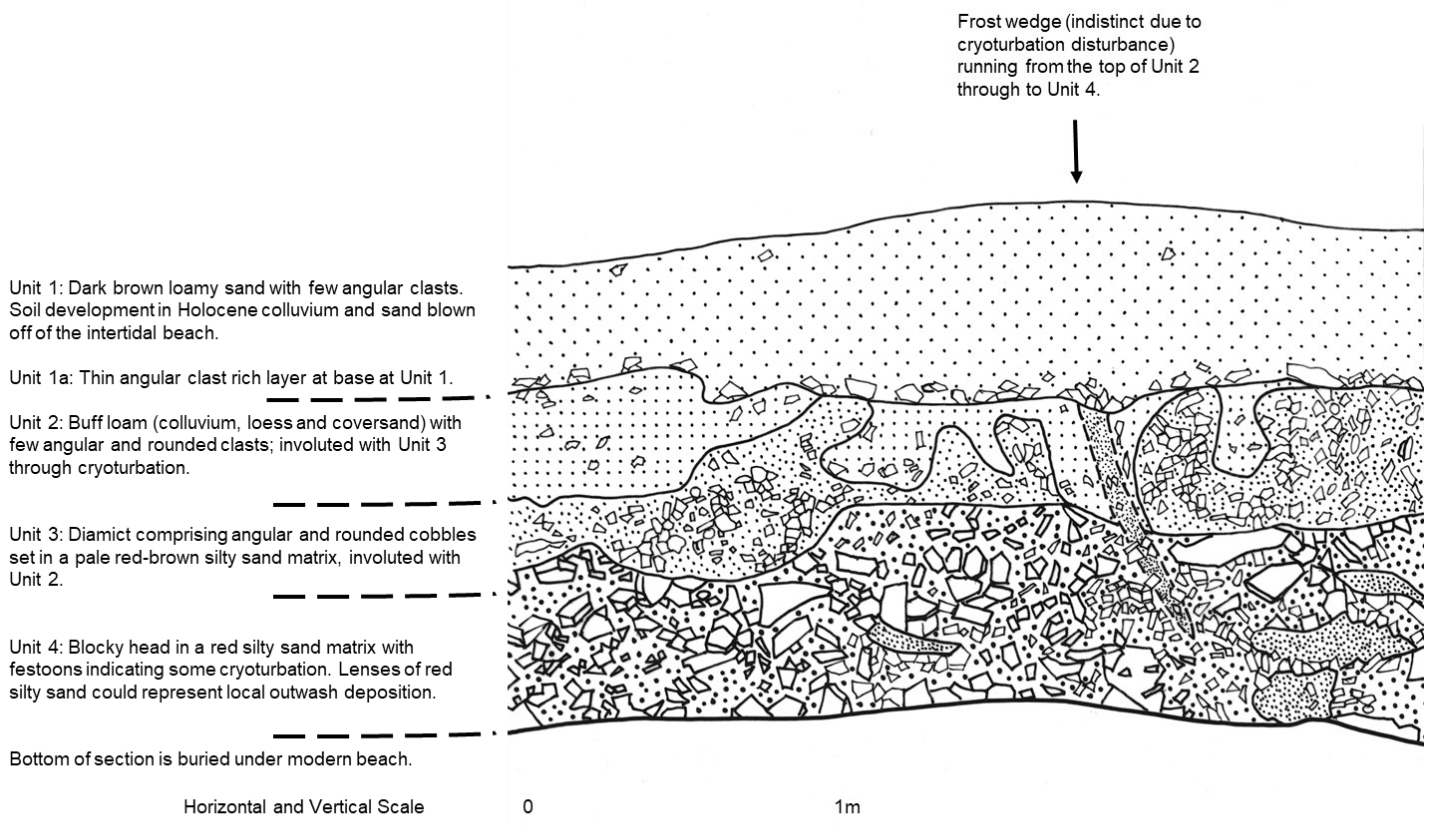 Frost wedge (indistinct due to
cryoturbation disturbance)
running from the top of Unit 2
through to Unit 4.
Unit 1: Dark brown loamy sand with few angular clasts.
Soil development in Holocene colluvium and sand blown
off of the intertidal beach.
Unit 1a: Thin angular clast rich layer at base at Unit 1.
Unit 2: Buff loam (colluvium, loess and coversand) with
few angular and rounded clasts; involuted with Unit 3
through cryoturbation.
Unit 3: Diamict comprising angular and rounded cobbles
set in a pale red-brown silty sand matrix, involuted with
Unit 2.
Unit 4: Blocky head in a red silty sand matrix with
festoons indicating some cryoturbation. Lenses of red
silty sand could represent local outwash deposition.
Bottom of section is buried under modern beach.
Horizontal and Vertical Scale 0 1m